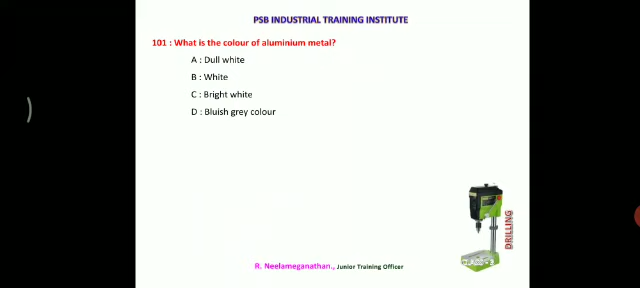 PSB INDUSTRIAL TRAINING INSTITUTE
101 : What is the colour of aluminium metal?
A : Dull white
B : White
C : Bright white
D : Bluish grey colour
DRILLING
R. Neelameganathan., Junior Training Officer